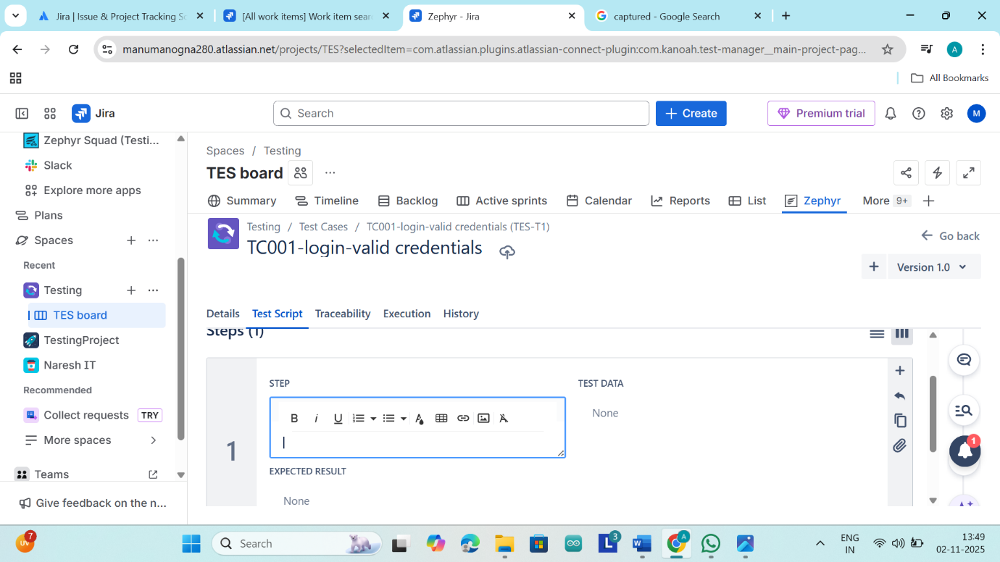 Jira | Issue & Project Tracking So
[All work items] Work item sear
Zephyr - Jira
captured - Google Search
manumanogna280.atlassian.net/projects/TES?selectedItem=com.atlassian.plugins.atlassian-connect-plugin:com.kanoah.test-manager__main-project-pag...
A
All Bookmarks
Jira
Search
+ Create
Premium trial
M
Zephyr Squad (Testi...
Slack
Explore more apps
Plans
Spaces
Recent
Testing
TES board
TestingProject
Naresh IT
Recommended
Collect requests TRY
More spaces
Teams
Give feedback on the n...
Spaces / Testing
TES board
Summary
Timeline
Backlog
Active sprints
Calendar
Reports
List
Zephyr
More 9+
Testing / Test Cases / TC001-login-valid credentials (TES-T1)
TC001-login-valid credentials
Go back
Version 1.0
Details
Test Script
Traceability
Execution
History
Steps (1)
1
STEP
TEST DATA
B i U
None
EXPECTED RESULT
None
1
UV 7
Search
L 3
W
A
ENG
IN
13:49
02-11-2025